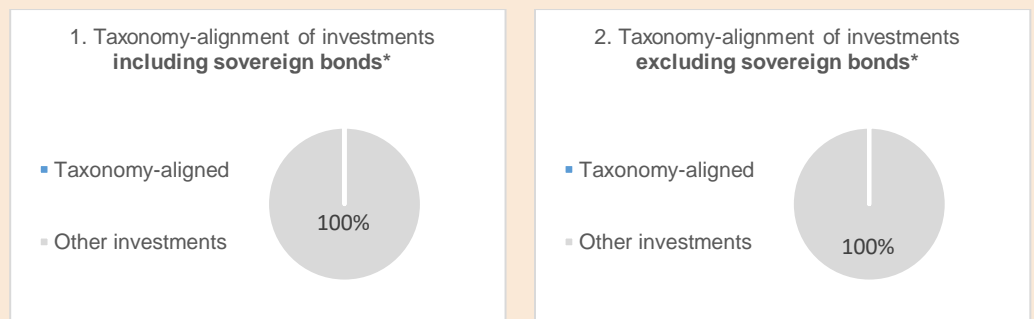 1. Taxonomy-alignment of investments
including sovereign bonds*
Taxonomy-aligned
Other investments
100%
2. Taxonomy-alignment of investments
excluding sovereign bonds*
Taxonomy-aligned
Other investments
100%